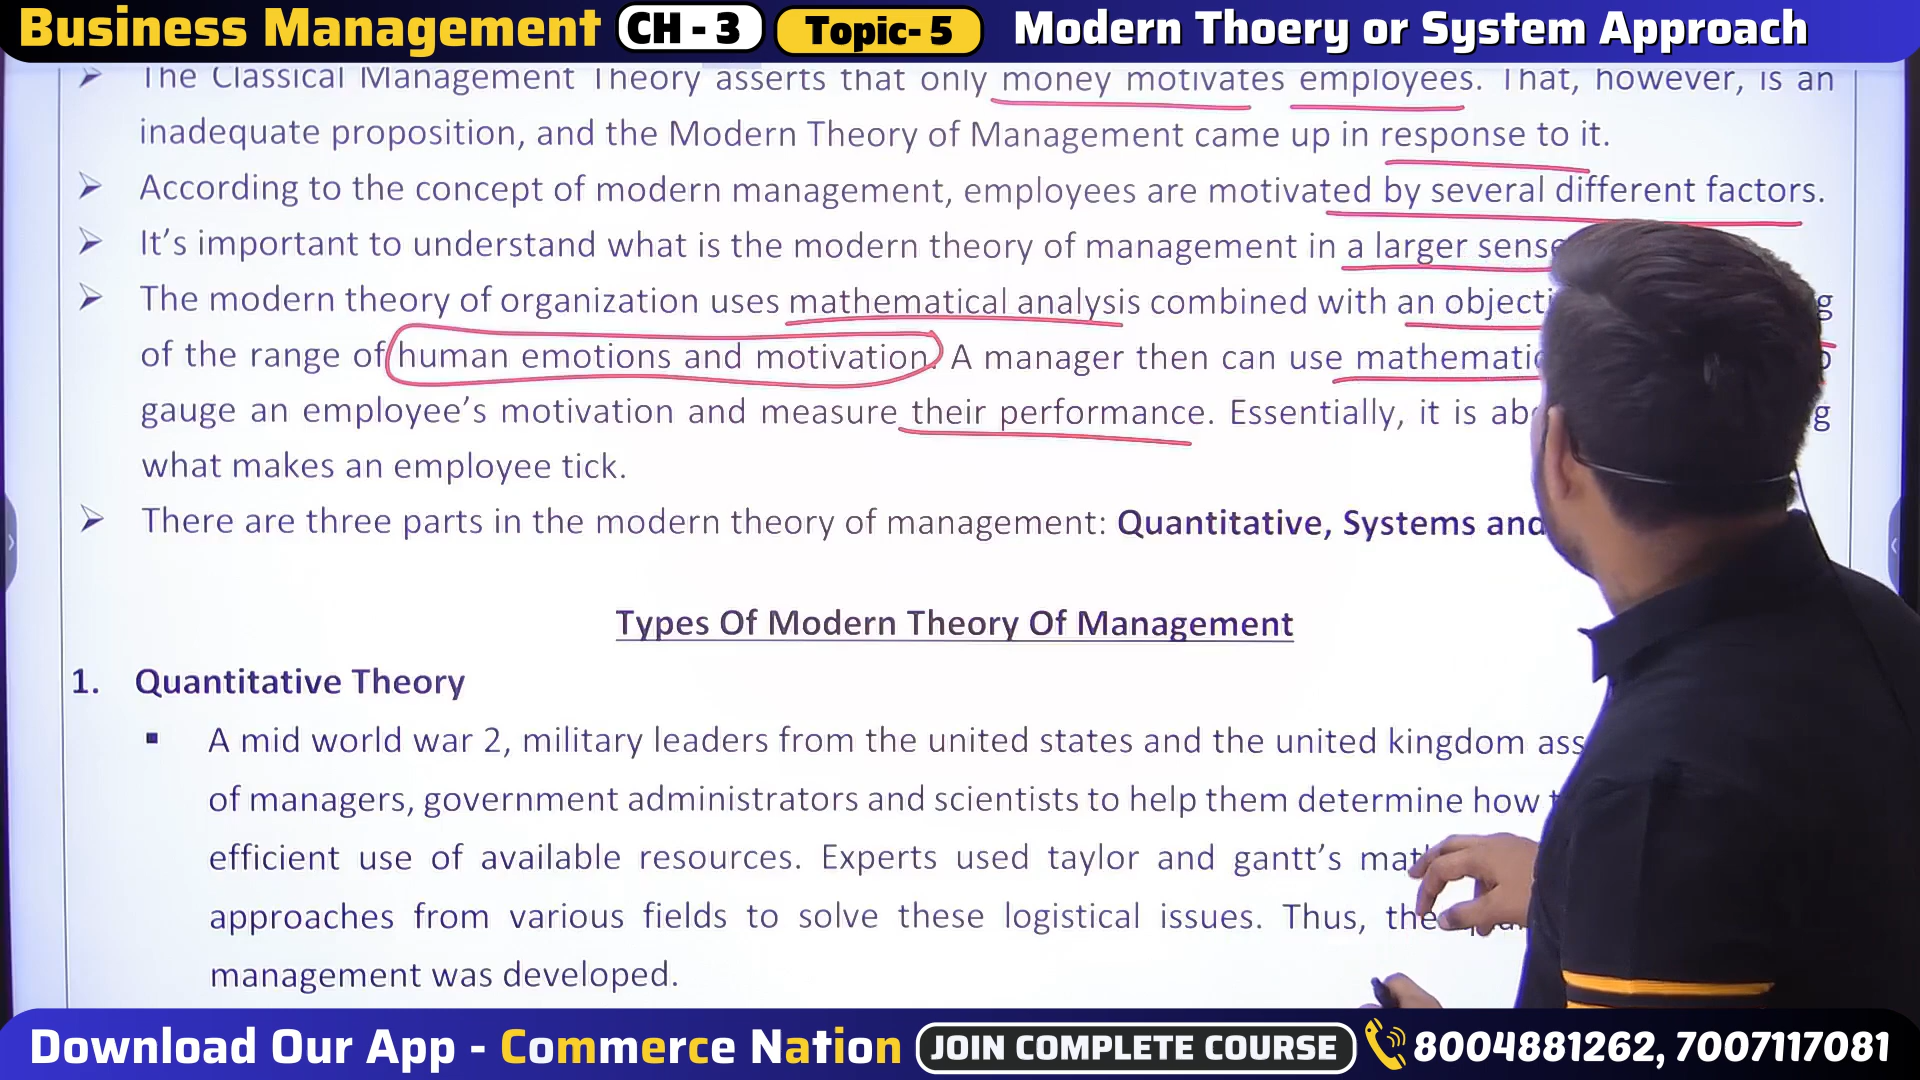 Business Management CH - 3 Topic- 5 Modern Thoery or System Approach
The Classical Management Theory asserts that only money motivates employees. That, however, is an
inadequate proposition, and the Modern Theory of Management came up in response to it.
According to the concept of modern management, employees are motivated by several different factors.
It's important to understand what is the modern theory of management in a larger sense
The modern theory of organization uses mathematical analysis combined with an
of the range of human emotions and motivation. A manager then can use
gauge an employee's motivation and measure their performance. Essentially, it is
what makes an employee tick.
There are three parts in the modern theory of management: Quantitative, Systems and
Types Of Modern Theory Of Management
1. Quantitative Theory
A mid world war 2, military leaders from the united states and the united kingdom
of managers, government administrators and scientists to help them determine how
efficient use of available resources. Experts used taylor and gantt's
approaches from various fields to solve these logistical issues. Thus, the
management was developed.
Download Our App - Commerce Nation JOIN COMPLETE COURSE 8004881262, 7007117081